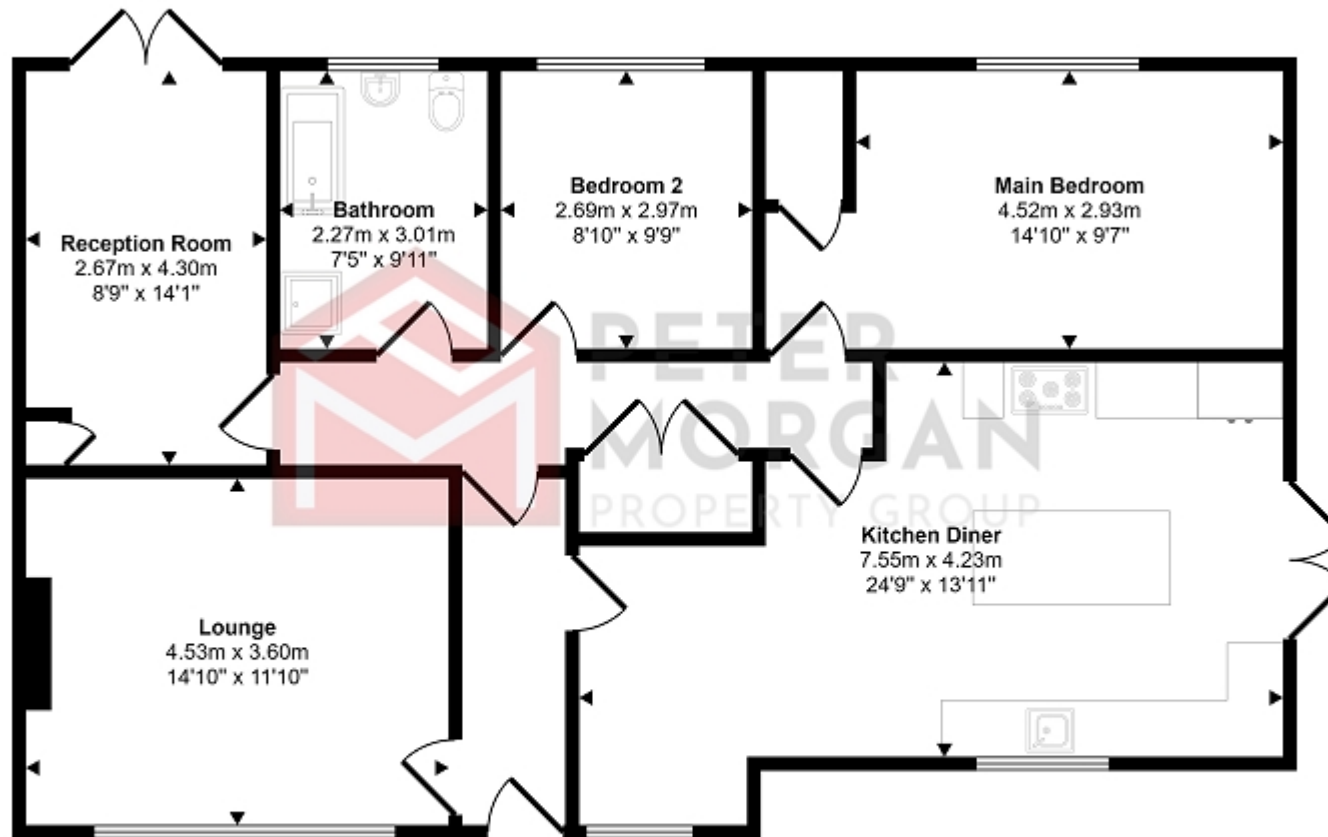 Reception Room
2.67m x 4.30m
8'9" x 14'1"
Bathroom
2.27m x 3.01m
7'5" x 9'11"
Bedroom 2
2.69m x 2.97m
8'10" x 9'9"
Main Bedroom
4.52m x 2.93m
14'10" x 9'7"
PETER
MORGAN
PROPERTY GROUP
Kitchen Diner
7.55m x 4.23m
24'9" x 13'11"
Lounge
4.53m x 3.60m
14'10" x 11'10"